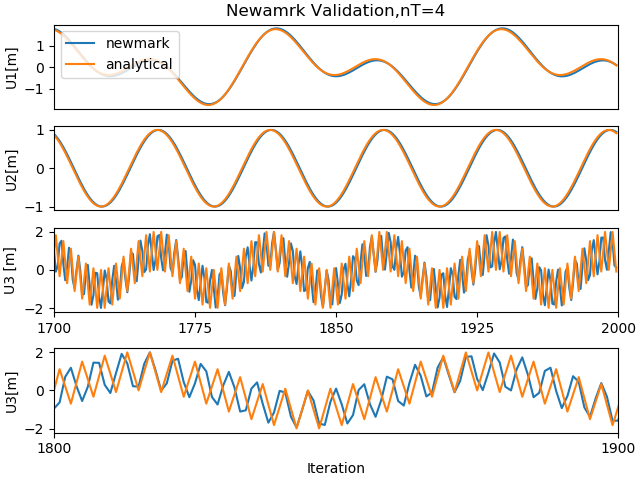 Newamrk Validation,nT=4
newmark
analytical
U1[m]
1
0
−1
U2[m]
1
0
−1
U3 [m]
2
0
−2
1700 1775 1850 1925 2000
U3[m]
2
0
−2
1800 1900
Iteration